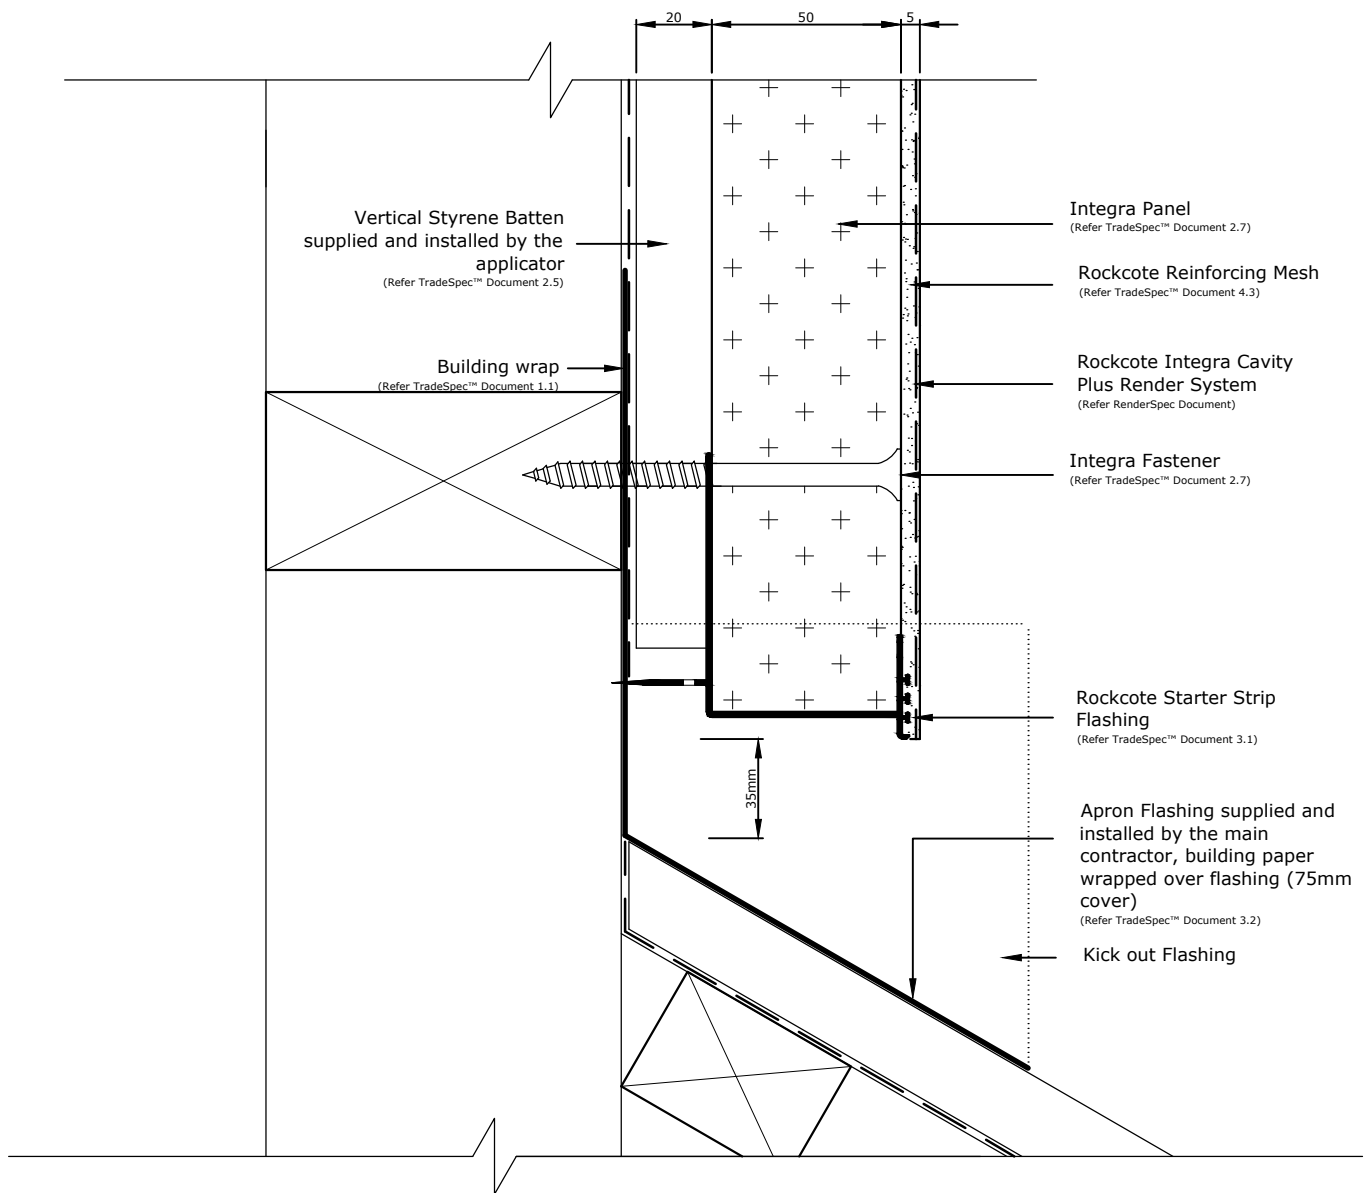 20
50
5
Vertical Styrene Batten
supplied and installed by the
applicator
(Refer TradeSpec™ Document 2.5)
Building wrap
(Refer TradeSpec™ Document 1.1)
Integra Panel
(Refer TradeSpec™ Document 2.7)
Rockcote Reinforcing Mesh
(Refer TradeSpec™ Document 4.3)
Rockcote Integra Cavity
Plus Render System
(Refer RenderSpec Document)
Integra Fastener
(Refer TradeSpec™ Document 2.7)
Rockcote Starter Strip
Flashing
(Refer TradeSpec™ Document 3.1)
35mm
Apron Flashing supplied and
installed by the main
contractor, building paper
wrapped over flashing (75mm
cover)
(Refer TradeSpec™ Document 3.2)
Kick out Flashing